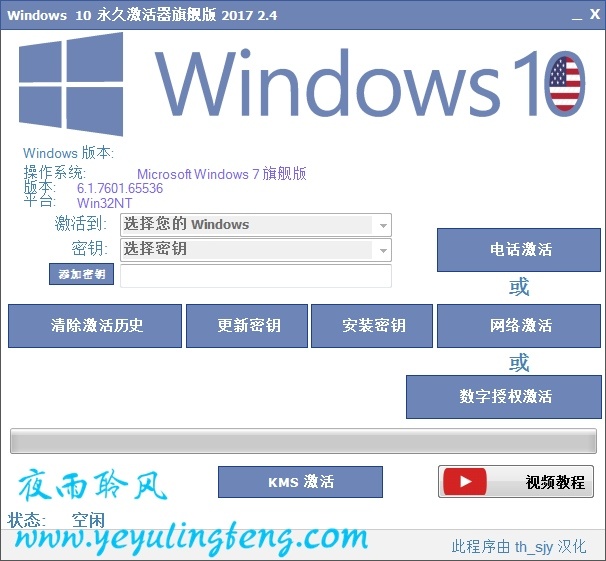 Windows 10 永久激活器旗舰版 2017 2.4
Windows 10
Windows 版本:
操作系统: Microsoft Windows 7 旗舰版
版本: 6.1.7601.65536
平台: Win32NT
激活到: 选择您的 Windows
密钥: 选择密钥
添加密钥
电话激活
或
清除激活历史 更新密钥 安装密钥 网络激活
或
数字授权激活
夜雨聆风
KMS 激活
视频教程
状态: 空闲
www.yeyulingfeng.com
此程序由 th_sjy 汉化